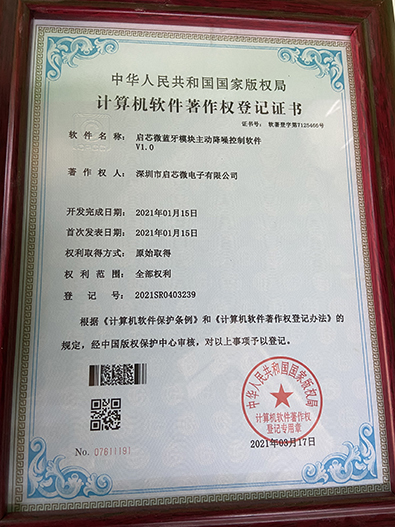 中华人民共和国国家版权局
计算机软件著作权登记证书
证书号： 软著登字第7125466号
软件名称： 启芯微蓝牙模块主动降噪控制软件
V1.0
著作权人： 深圳市启芯微电子有限公司
开发完成日期： 2021年01月15日
首次发表日期： 2021年01月15日
权利取得方式： 原始取得
权利范围： 全部权利
登记号： 2021SR0403239
根据《计算机软件保护条例》和《计算机软件著作权登记办法》的
规定，经中国版权保护中心审核，对以上事项予以登记。
中华人民共和国国家版权局
计算机软件著作权
登记专用章
2021年03月17日
No. 07611191